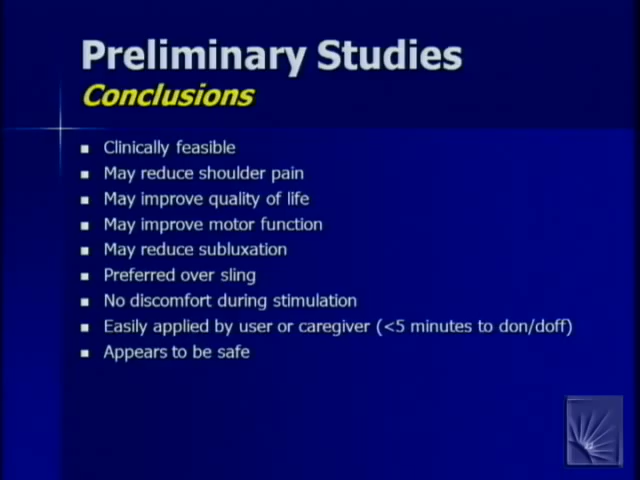 Preliminary Studies
Conclusions
Clinically feasible
May reduce shoulder pain
May improve quality of life
May improve motor function
May reduce subluxation
Preferred over sling
No discomfort during stimulation
Easily applied by user or caregiver (<5 minutes to don/doff)
Appears to be safe